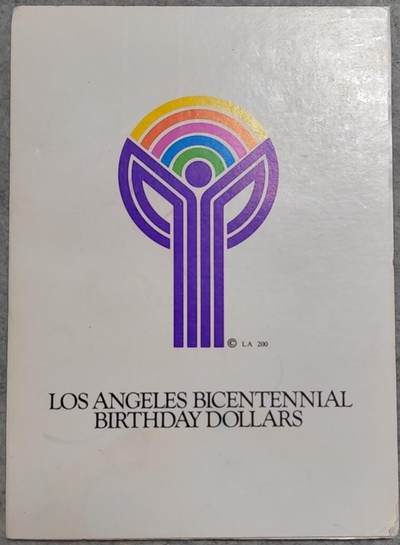 © L A 200
LOS ANGELES BICENTENNIAL
BIRTHDAY DOLLARS